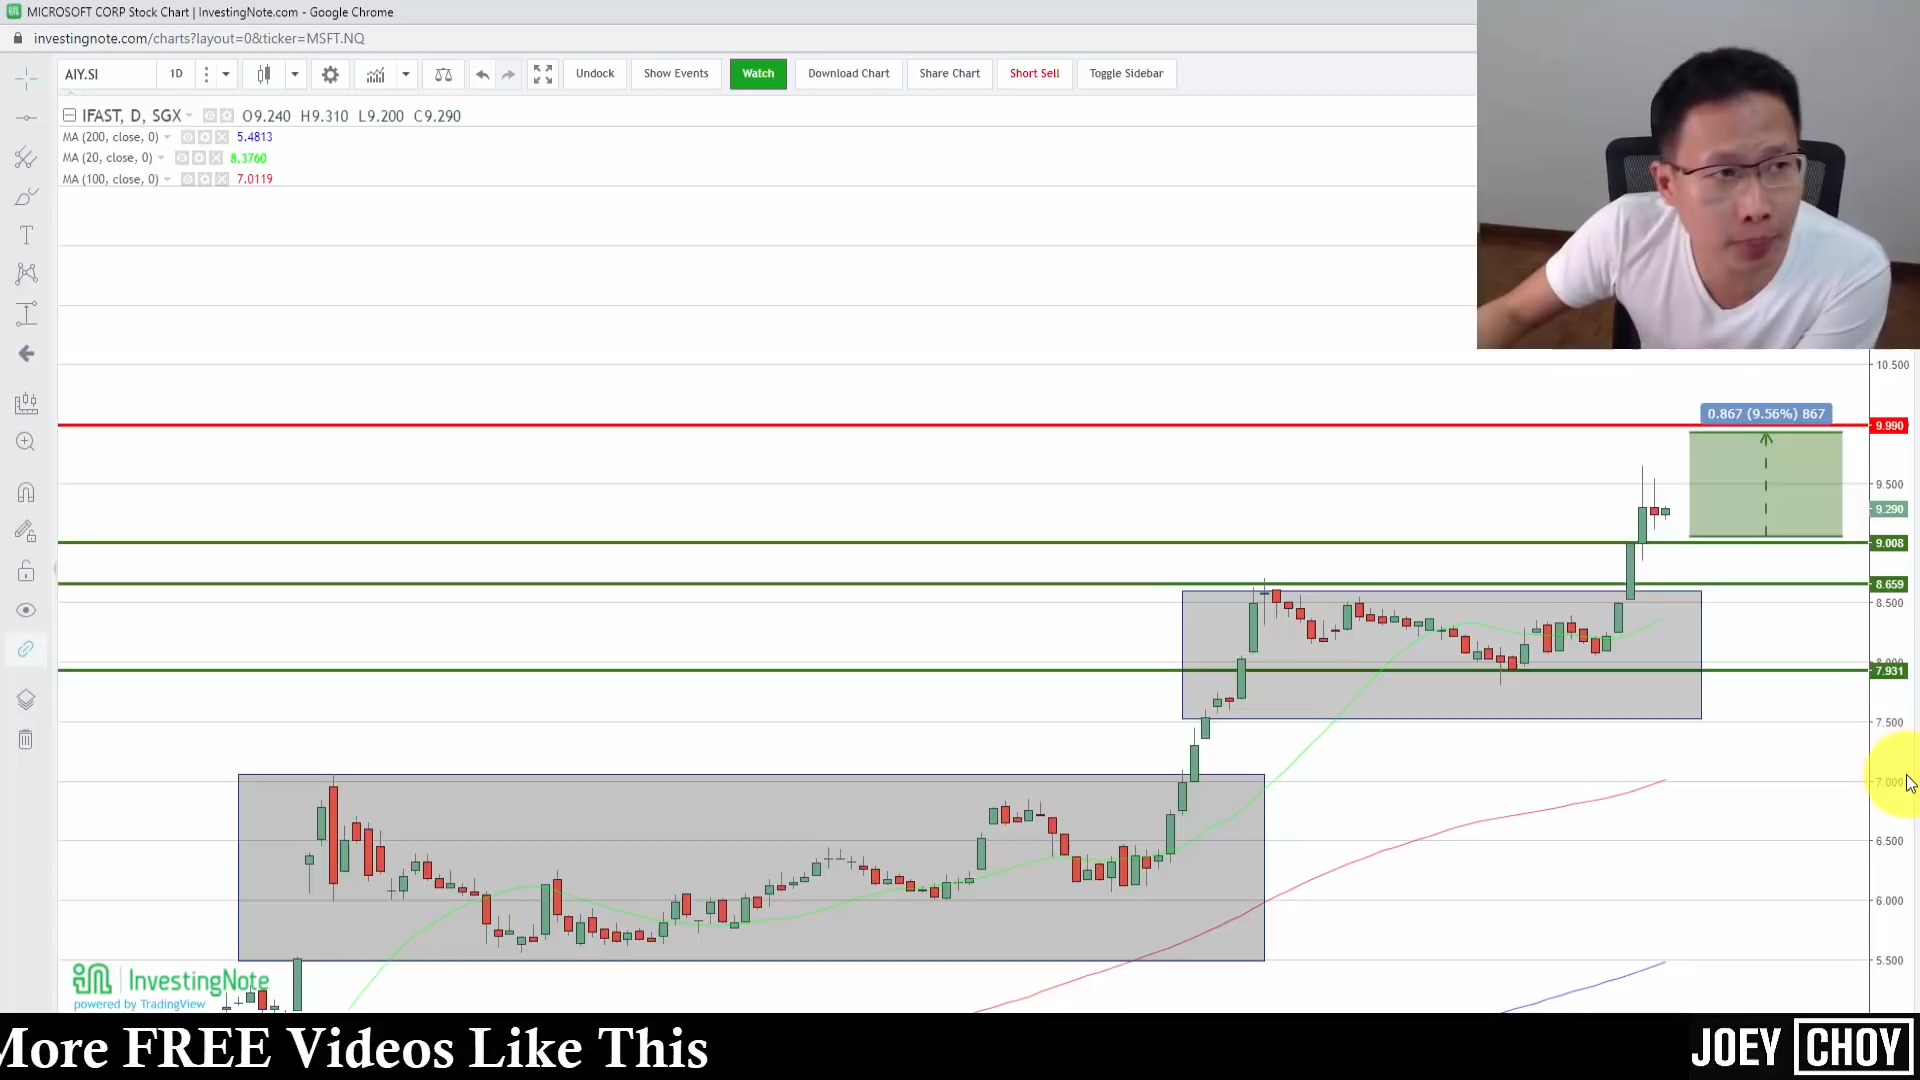 MICROSOFT CORP Stock Chart | InvestingNote.com - Google Chrome
investingnote.com/charts?layout=0&ticker=MSFT.NQ
AIY.SI 1D Undock Show Events Watch Download Chart Share Chart Short Sell Toggle Sidebar
IFAST, D, SGX O9.240 H9.310 L9.200 C9.290
MA (200, close, 0) 5.4813
MA (20, close, 0) 8.3760
MA (100, close, 0) 7.0119
10.500
0.867 (9.56%) 867
9.990
9.500
9.290
9.008
8.659
8.500
8.000
7.931
7.500
7.000
6.500
6.000
5.500
InvestingNote
powered by TradingView
More FREE Videos Like This
JOEY CHOY